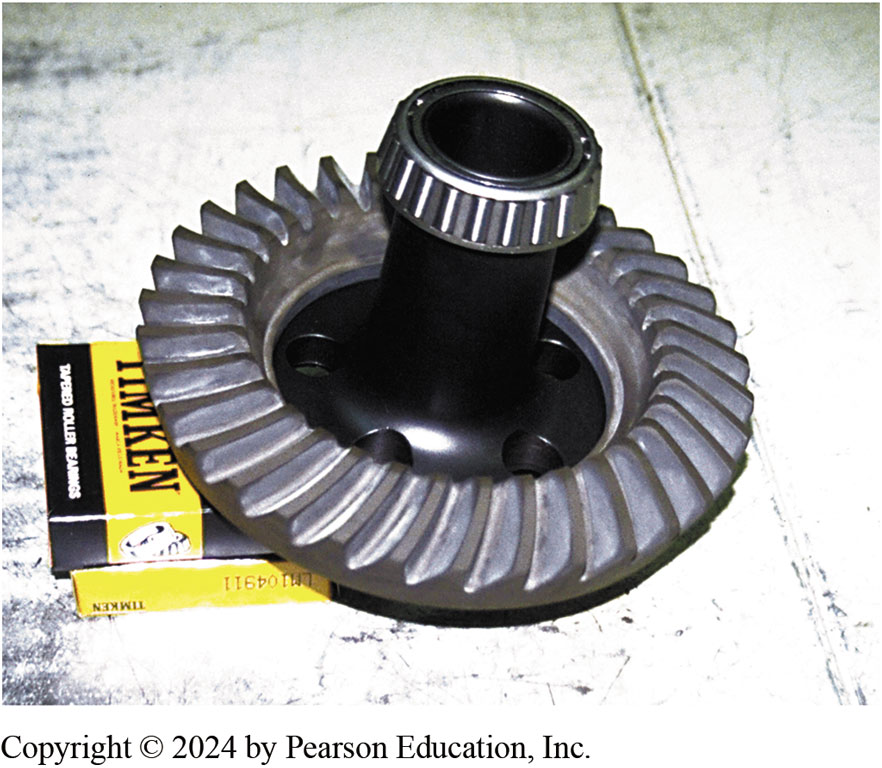 TIMKEN
TAPERED ROLLER BEARINGS
LM104911
TIMKEN
Copyright © 2024 by Pearson Education, Inc.